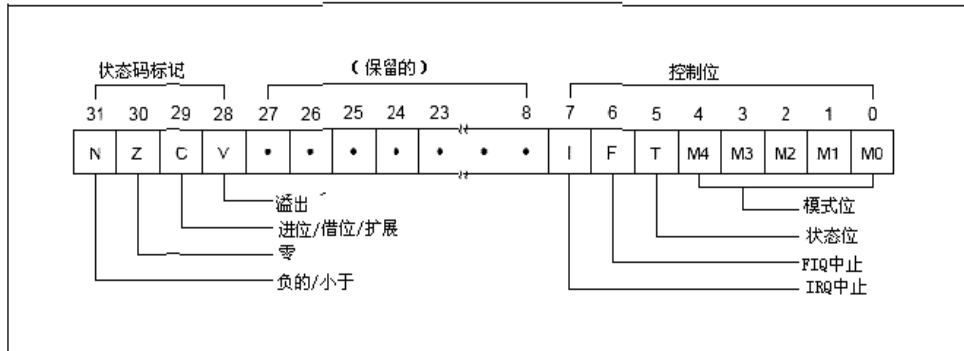 状态码标记 (保留的) 控制位
31 30 29 28 27 26 25 24 23 8 7 6 5 4 3 2 1 0
N Z C V • • • • • • • I F T M4 M3 M2 M1 M0
溢出 模式位
进位/借位/扩展 状态位
零 FIQ中止
负的/小于 IRQ中止